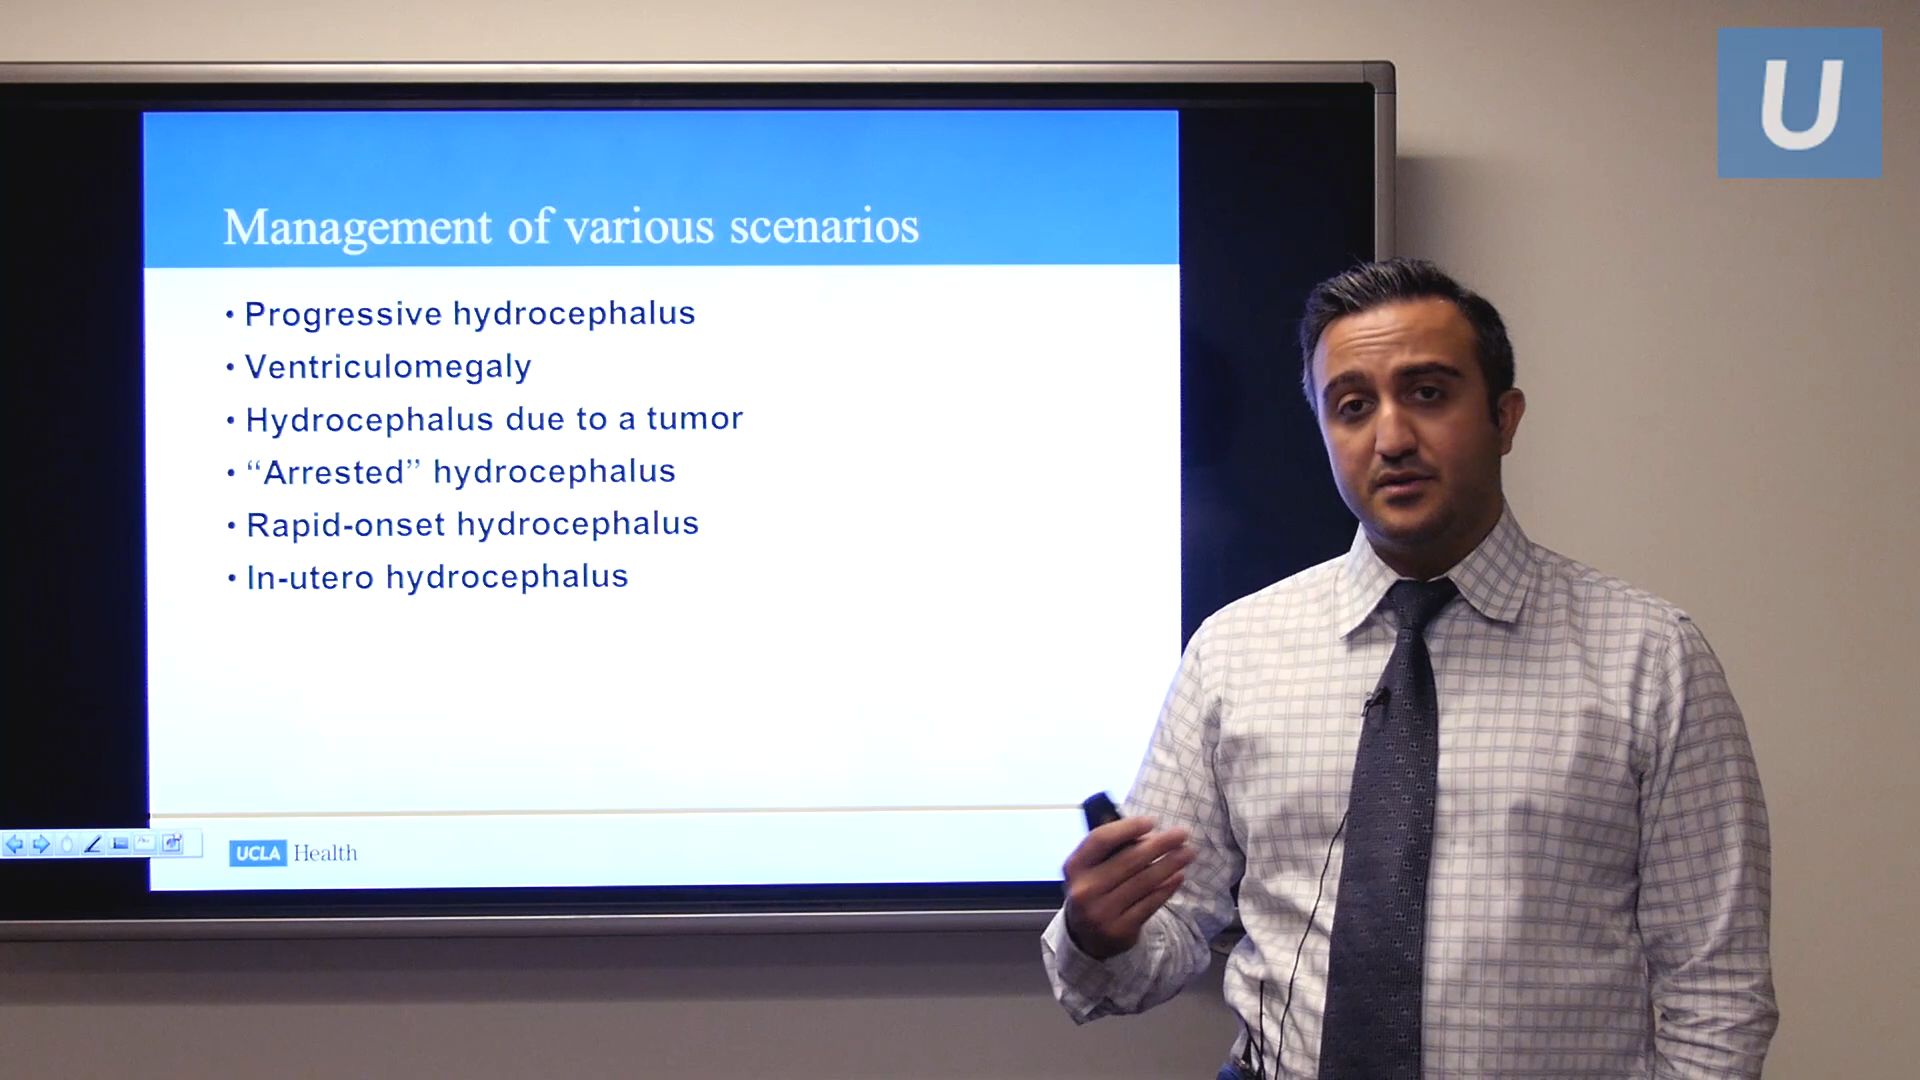 U
Management of various scenarios
• Progressive hydrocephalus
• Ventriculomegaly
• Hydrocephalus due to a tumor
• “Arrested” hydrocephalus
• Rapid-onset hydrocephalus
• In-utero hydrocephalus
UCLA Health